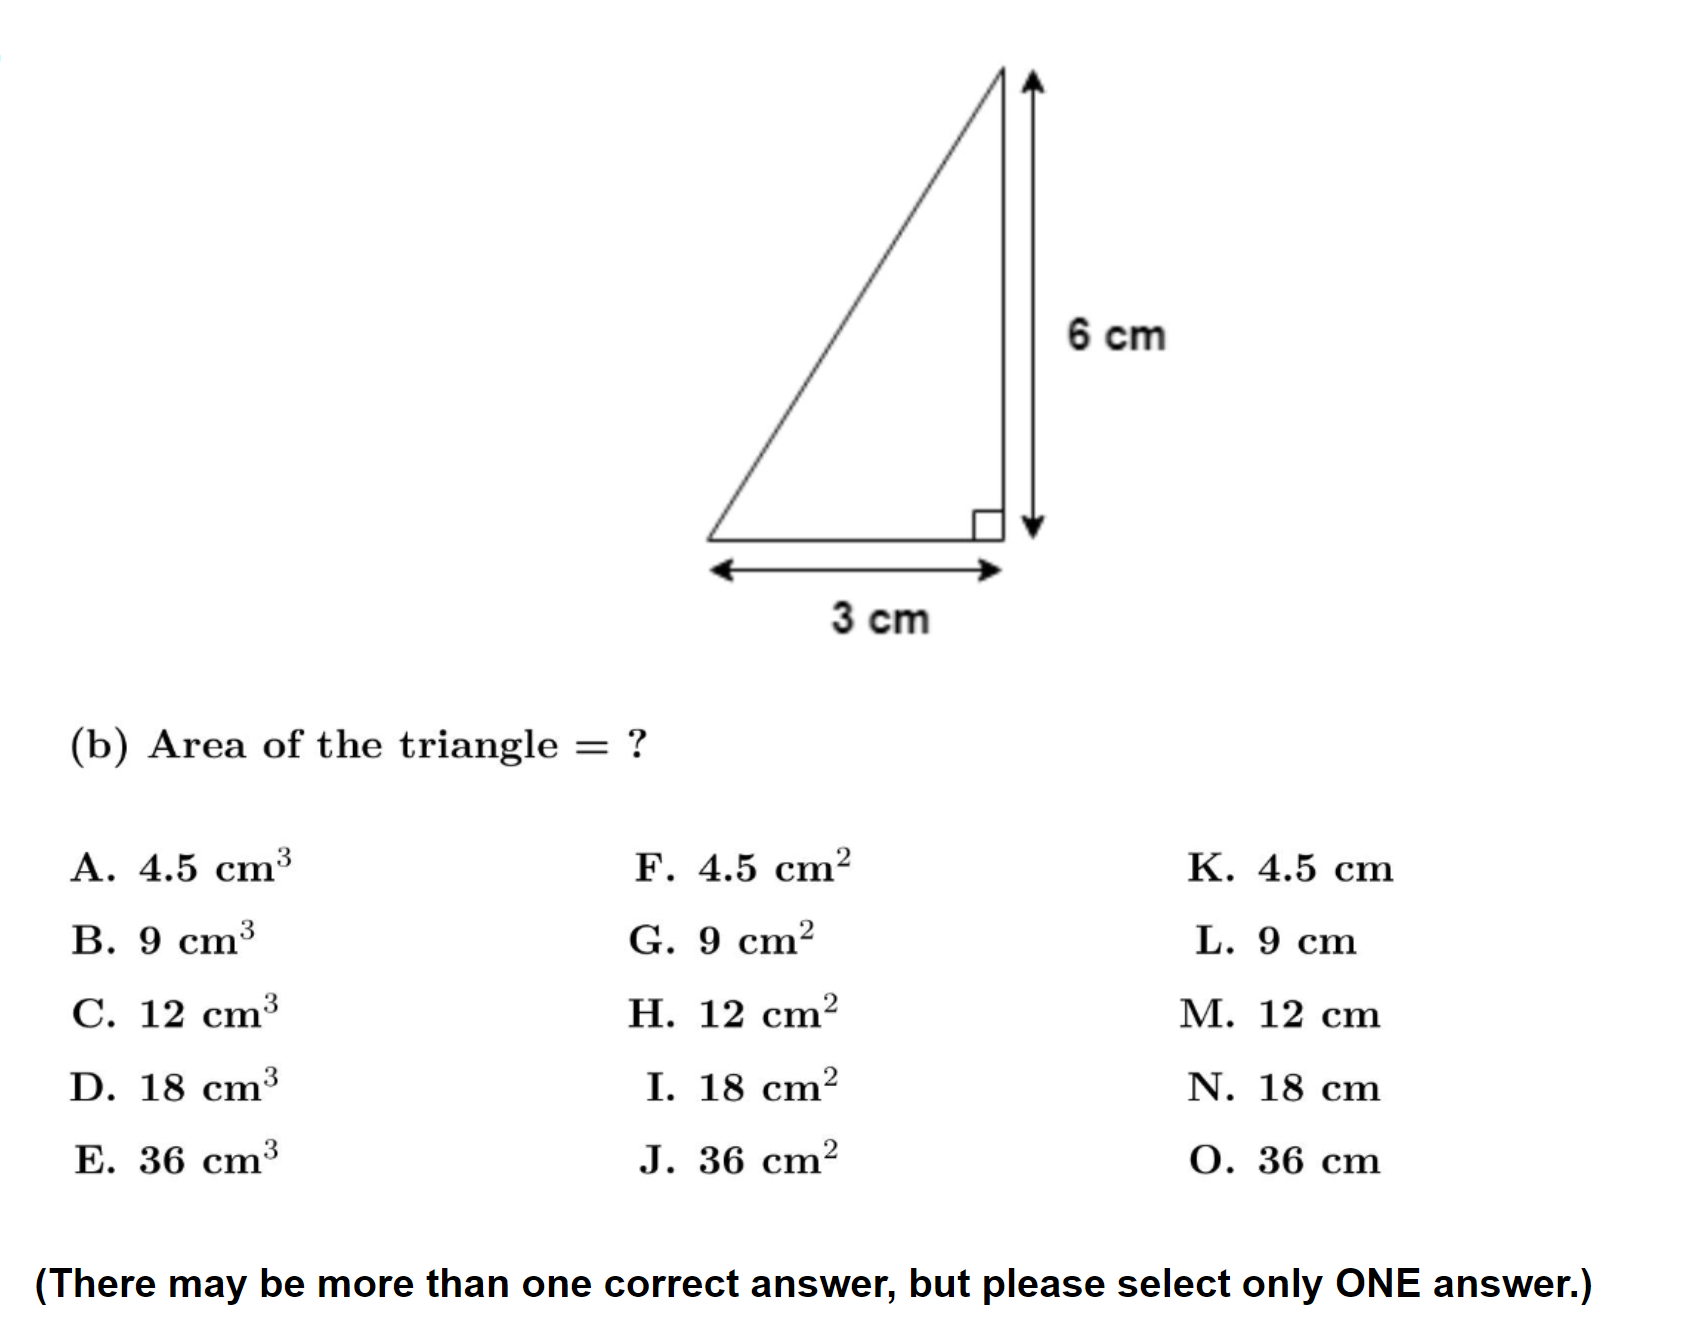 6 cm
3 cm
(b) Area of the triangle = ?
A. 4.5 cm³ F. 4.5 cm² K. 4.5 cm
B. 9 cm³ G. 9 cm² L. 9 cm
C. 12 cm³ H. 12 cm² M. 12 cm
D. 18 cm³ I. 18 cm² N. 18 cm
E. 36 cm³ J. 36 cm² O. 36 cm
(There may be more than one correct answer, but please select only ONE answer.)